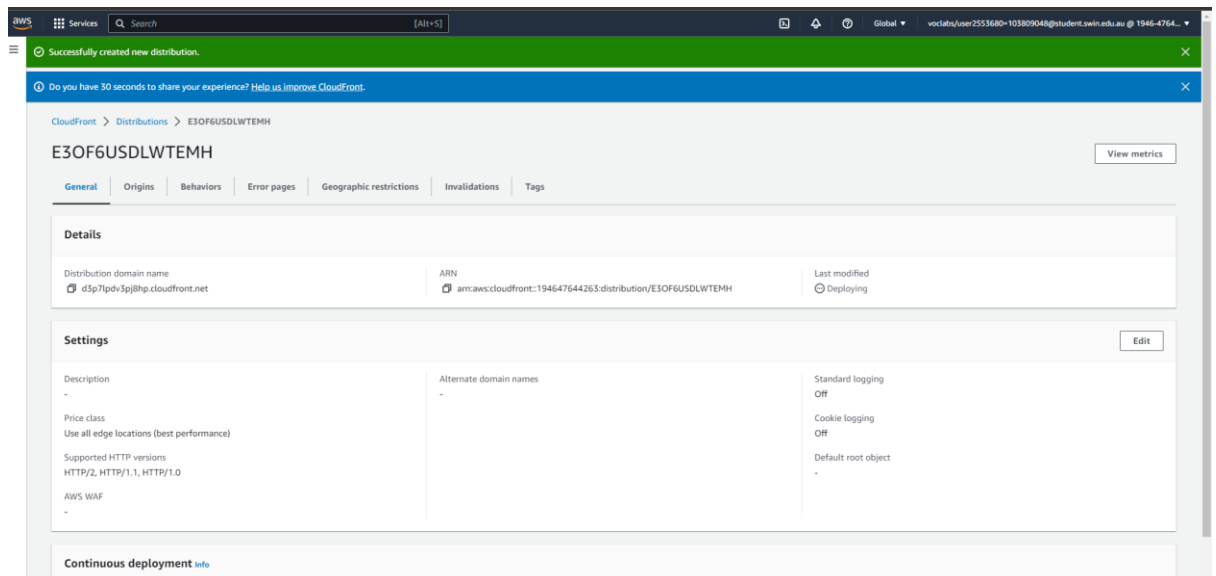 aws
Services
Search
[Alt+S]
Global ▼
voclabs/user2553680=103809048@student.swin.edu.au @ 1946-4764... ▼
Successfully created new distribution.
Do you have 30 seconds to share your experience? Help us improve CloudFront.
CloudFront > Distributions > E3OF6USDLWTEMH
E3OF6USDLWTEMH
View metrics
General
Origins
Behaviors
Error pages
Geographic restrictions
Invalidations
Tags
Details
Distribution domain name
d3p7lpdv3pj8hp.cloudfront.net
ARN
arn:aws:cloudfront::194647644263:distribution/E3OF6USDLWTEMH
Last modified
Deploying
Settings
Edit
Description
-
Price class
Use all edge locations (best performance)
Supported HTTP versions
HTTP/2, HTTP/1.1, HTTP/1.0
AWS WAF
-
Alternate domain names
-
Standard logging
Off
Cookie logging
Off
Default root object
-
Continuous deployment Info